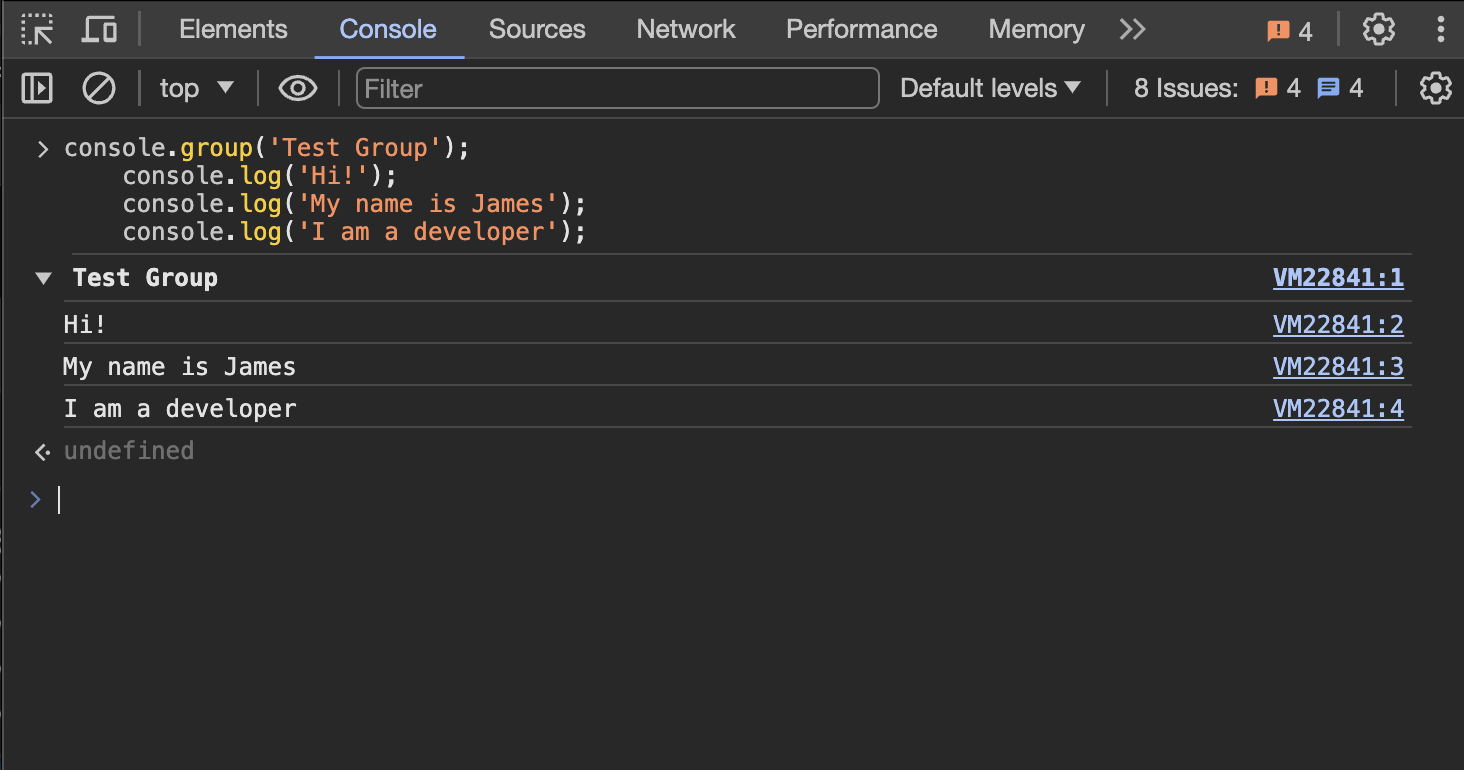 Elements Console Sources Network Performance Memory 4
top Filter Default levels 8 Issues: 4 4
console.group('Test Group');
    console.log('Hi!');
    console.log('My name is James');
    console.log('I am a developer');
Test Group VM22841:1
Hi! VM22841:2
My name is James VM22841:3
I am a developer VM22841:4
undefined